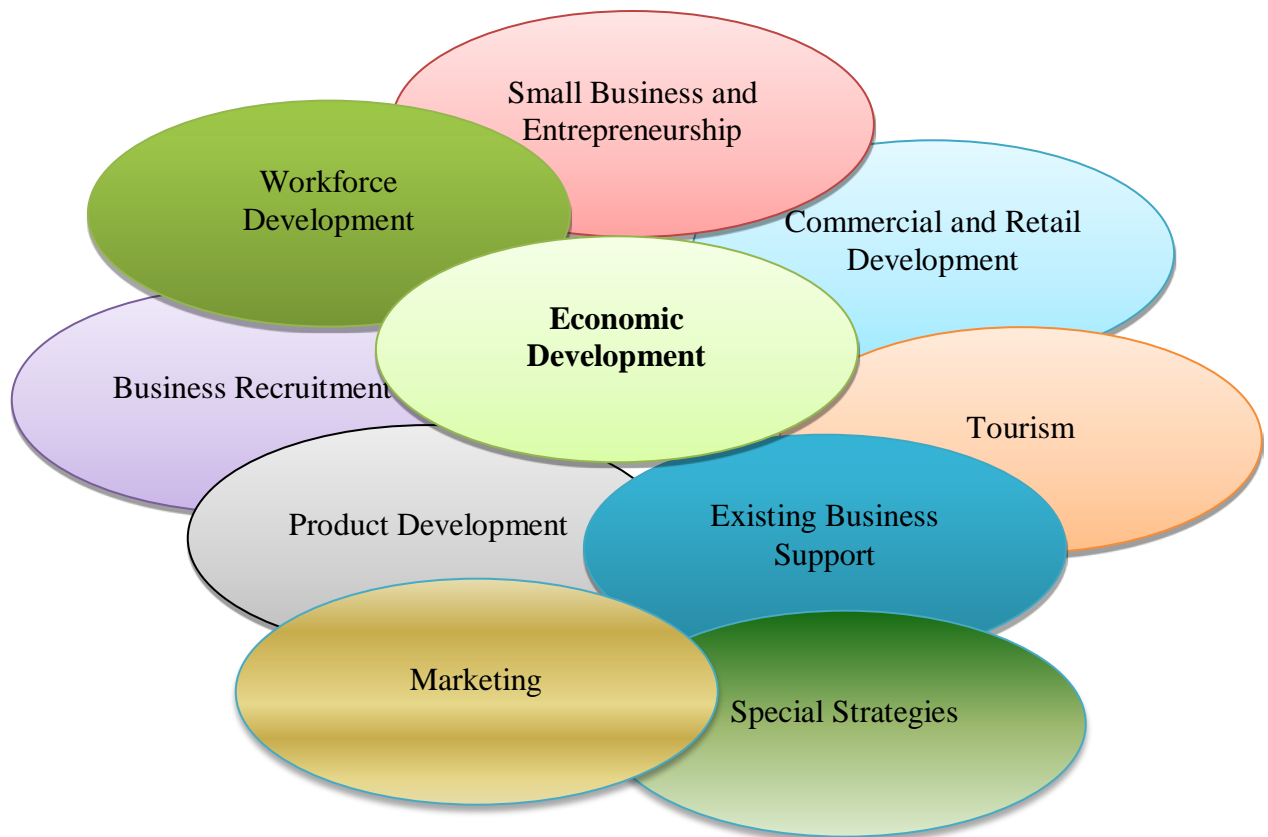 Small Business and
Entrepreneurship
Workforce
Development
Commercial and Retail
Development
Economic
Development
Business Recruitment
Tourism
Product Development
Existing Business
Support
Marketing
Special Strategies